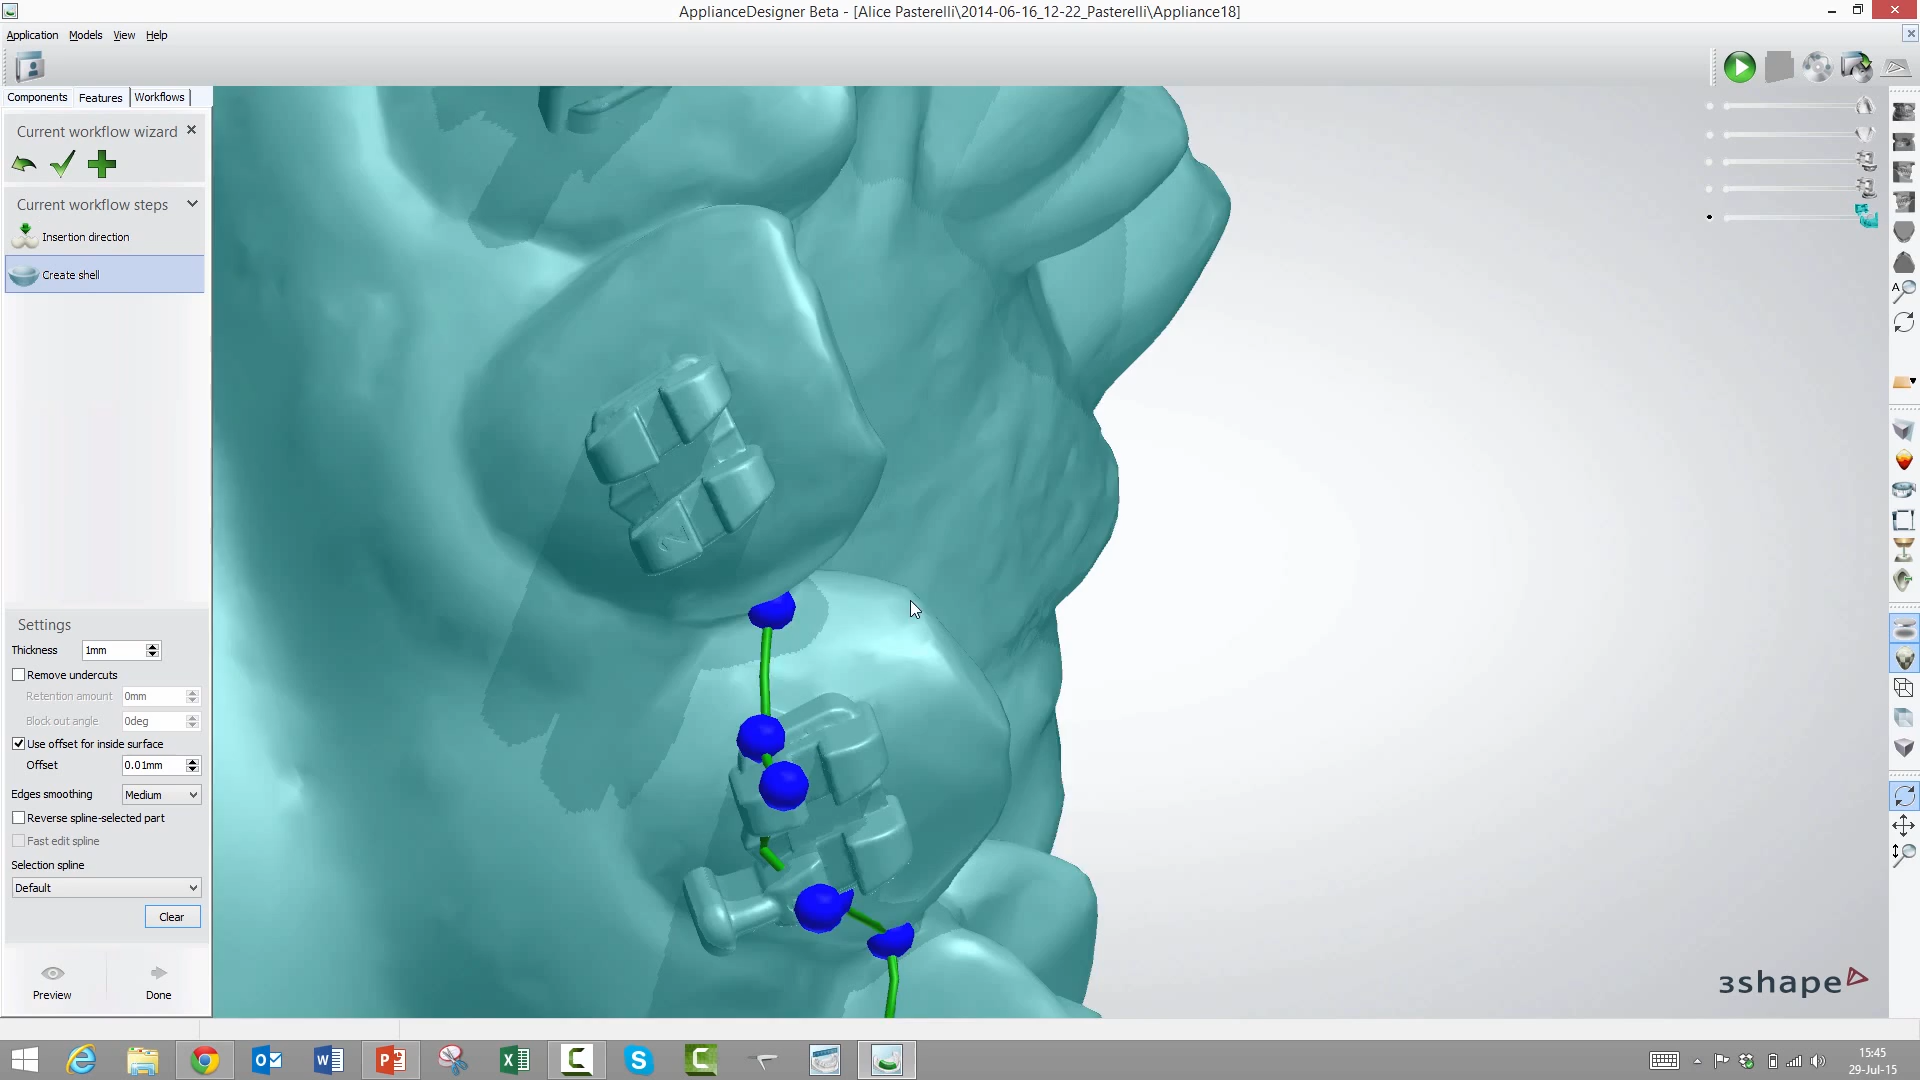 ApplianceDesigner Beta - [Alice Pasterelli\2014-06-16_12-22_Pasterelli\Appliance18]
Application Models View Help
Components Features Workflows
Current workflow wizard
Current workflow steps
Insertion direction
Create shell
A
2
Settings
Thickness 1mm
Remove undercuts
Retention amount 0mm
Block out angle 0deg
Use offset for inside surface
Offset 0.01mm
Edges smoothing Medium
Reverse spline-selected part
Fast edit spline
Selection spline
Default
Clear
Preview Done
3shape
15:45
29-Jul-15